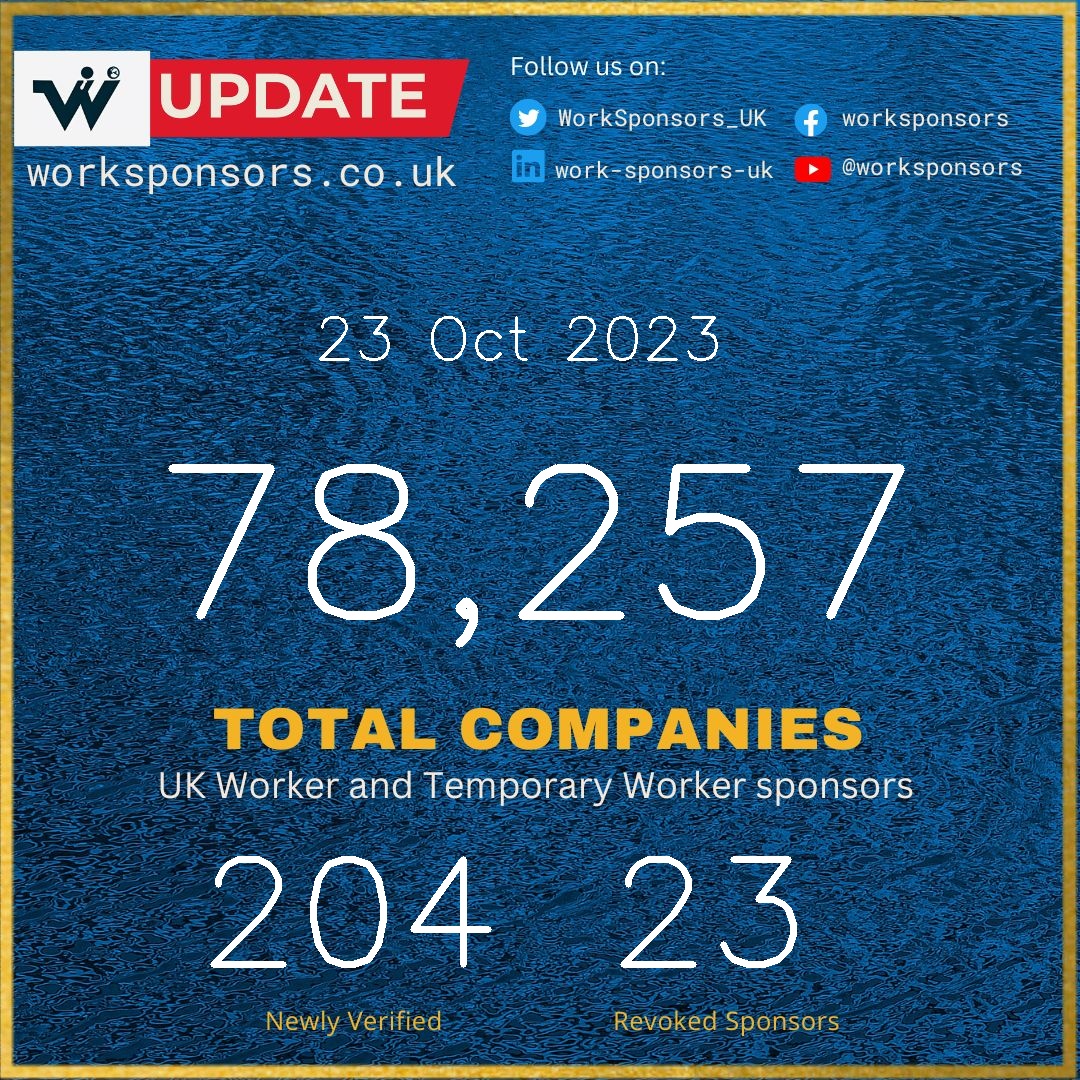 UPDATE
worksponsors.co.uk
Follow us on:
WorkSponsors_UK
worksponsors
work-sponsors-uk
@worksponsors
23 Oct 2023
78,257
TOTAL COMPANIES
UK Worker and Temporary Worker sponsors
204 23
Newly Verified Revoked Sponsors